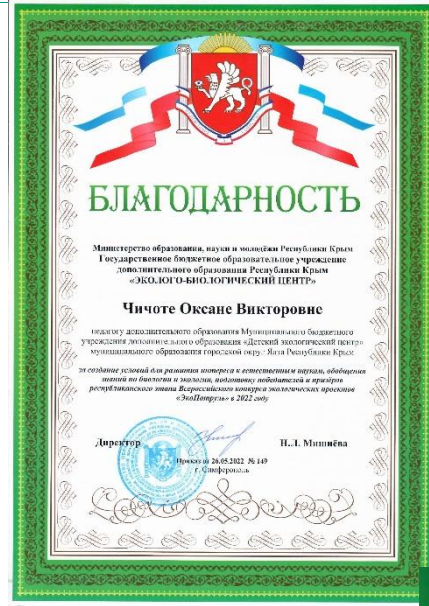 БЛАГОДАРНОСТЬ
Министерство образования, науки и молодёжи Республики Крым
Государственное бюджетное образовательное учреждение
дополнительного образования Республики Крым
«ЭКОЛОГО-БИОЛОГИЧЕСКИЙ ЦЕНТР»
Чичоте Оксане Викторовне
педагогу дополнительного образования Муниципального бюджетного
учреждения дополнительного образования «Детский экологический центр»
муниципального образования городской округ Ялта Республики Крым
за создание условий для развития интереса к естественным наукам,
знаний по биологии и экологии, подготовку победителей и призёров
республиканского этапа Всероссийского конкурса экологических проектов
«ЭкоПатруль» в 2022 году
Директор Н.Л. Мишнёва
Приказ от 26.05.2022 № 149
г. Симферополь